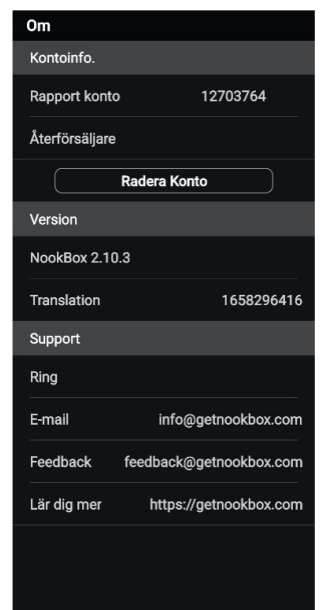 Om
Kontoinfo.
Rapport konto 12703764
Återförsäljare
Radera Konto
Version
NookBox 2.10.3
Translation 1658296416
Support
Ring
E-mail info@getnookbox.com
Feedback feedback@getnookbox.com
Lär dig mer https://getnookbox.com